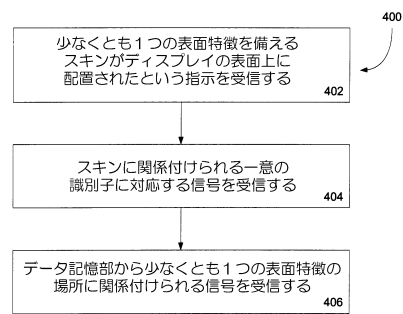 400
少なくとも1つの表面特徴を備える
スキンがディスプレイの表面上に
配置されたという指示を受信する
402
スキンに関係付けられる一意の
識別子に対応する信号を受信する
404
データ記憶部から少なくとも1つの表面特徴の
場所に関係付けられる信号を受信する
406